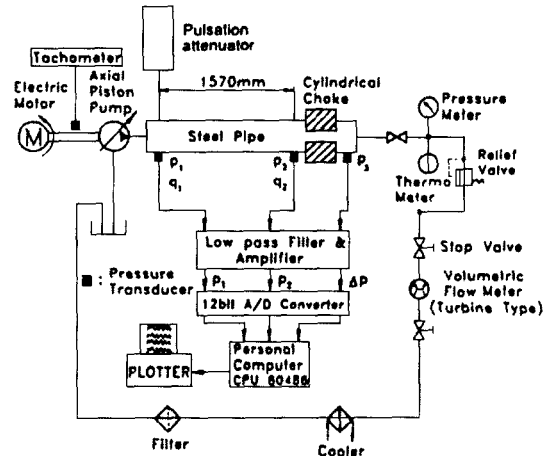 Pulsation
attenuator
Tachometer
Electric
Motor
Axial
Piston
Pump
1570mm
Cylindrical
Choke
Pressure
Meter
M
Steel Pipe
P1
q1
P2
q2
P3
Thermo
Meter
Relief
Valve
Low pass Filter &
Amplifier
Stop Valve
■: Pressure
Transducer
P1
P2
ΔP
12bit A/D Converter
Volumetric
Flow Meter
(Turbine Type)
PLOTTER
Personal
Computer
CPU 80486
Filter
Cooler